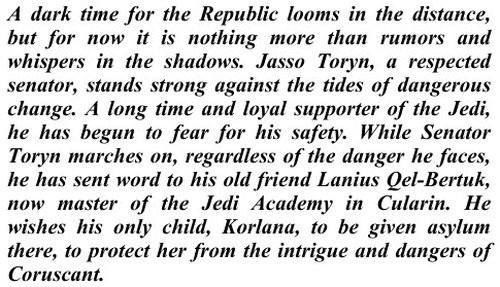 A dark time for the Republic looms in the distance,
but for now it is nothing more than rumors and
whispers in the shadows. Jasso Toryn, a respected
senator, stands strong against the tides of dangerous
change. A long time and loyal supporter of the Jedi,
he has begun to fear for his safety. While Senator
Toryn marches on, regardless of the danger he faces,
he has sent word to his old friend Lanius Qel-Bertuk,
now master of the Jedi Academy in Cularin. He
wishes his only child, Korlana, to be given asylum
there, to protect her from the intrigue and dangers of
Coruscant.